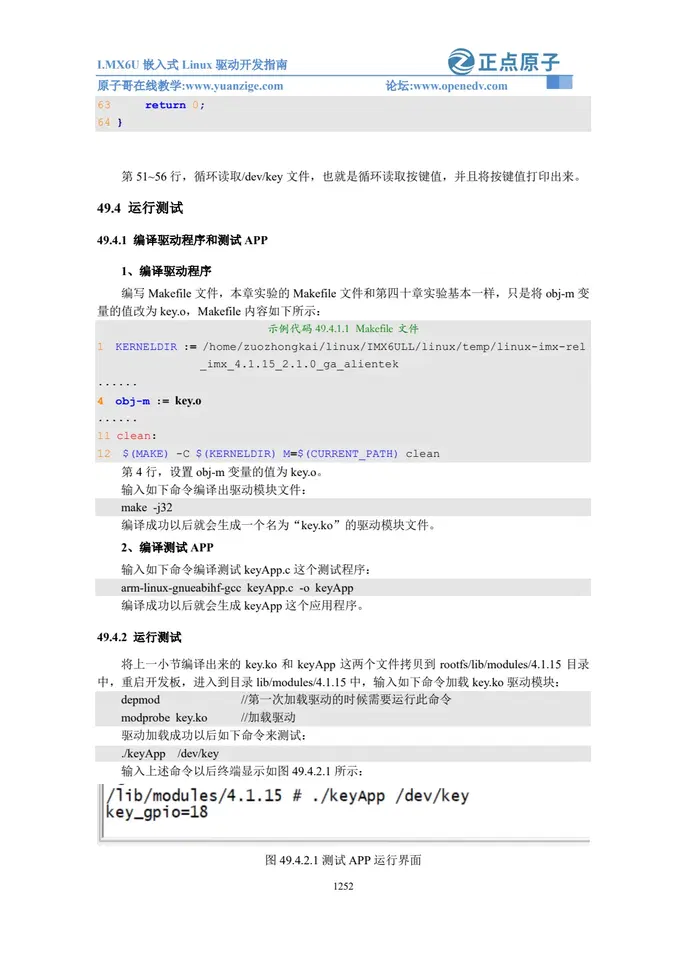 I.MX6U 嵌入式 Linux 驱动开发指南
正点原子
原子哥在线教学:www.yuanzige.com 论坛:www.openedv.com
63 return 0;
64 }
第 51~56 行，循环读取/dev/key 文件，也就是循环读取按键值，并且将按键值打印出来。
49.4 运行测试
49.4.1 编译驱动程序和测试 APP
1、编译驱动程序
编写 Makefile 文件，本章实验的 Makefile 文件和第四十章实验基本一样，只是将 obj-m 变
量的值改为 key.o，Makefile 内容如下所示：
示例代码 49.4.1.1 Makefile 文件
1 KERNELDIR := /home/zuozhongkai/linux/IMX6ULL/linux/temp/linux-imx-rel
_imx_4.1.15_2.1.0_ga_alientek
......
4 obj-m := key.o
......
11 clean:
12 $(MAKE) -C $(KERNELDIR) M=$(CURRENT_PATH) clean
第 4 行，设置 obj-m 变量的值为 key.o。
输入如下命令编译出驱动模块文件：
make -j32
编译成功以后就会生成一个名为“key.ko”的驱动模块文件。
2、编译测试 APP
输入如下命令编译测试 keyApp.c 这个测试程序：
arm-linux-gnueabihf-gcc keyApp.c -o keyApp
编译成功以后就会生成 keyApp 这个应用程序。
49.4.2 运行测试
将上一小节编译出来的 key.ko 和 keyApp 这两个文件拷贝到 rootfs/lib/modules/4.1.15 目录
中，重启开发板，进入到目录 lib/modules/4.1.15 中，输入如下命令加载 key.ko 驱动模块：
depmod //第一次加载驱动的时候需要运行此命令
modprobe key.ko //加载驱动
驱动加载成功以后如下命令来测试：
./keyApp /dev/key
输入上述命令以后终端显示如图 49.4.2.1 所示：
/lib/modules/4.1.15 # ./keyApp /dev/key
key_gpio=18
图 49.4.2.1 测试 APP 运行界面
1252